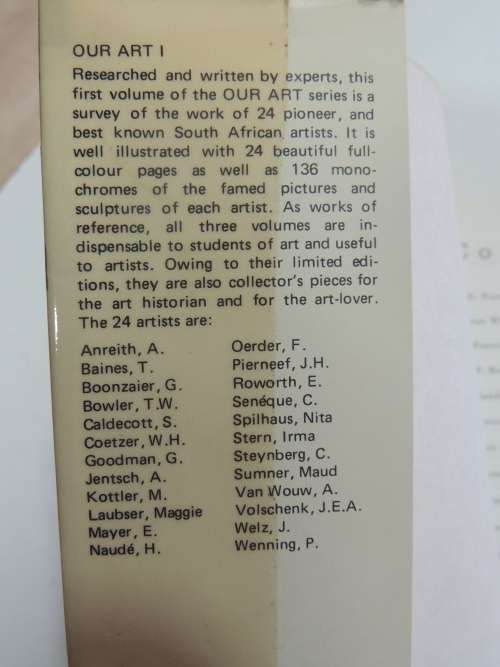 OUR ART I
Researched and written by experts, this
first volume of the OUR ART series is a
survey of the work of 24 pioneer, and
best known South African artists. It is
well illustrated with 24 beautiful full-
colour pages as well as 136 mono-
chromes of the famed pictures and
sculptures of each artist. As works of
reference, all three volumes are in-
dispensable to students of art and useful
to artists. Owing to their limited edi-
tions, they are also collector's pieces for
the art historian and for the art-lover.
The 24 artists are:
Anreith, A.
Baines, T.
Boonzaier, G.
Bowler, T.W.
Caldecott, S.
Coetzer, W.H.
Goodman, G.
Jentsch, A.
Kottler, M.
Laubser, Maggie
Mayer, E.
Naudé, H.
Oerder, F.
Pierneef, J.H.
Roworth, E.
Senéque, C.
Spilhaus, Nita
Stern, Irma
Steynberg, C.
Sumner, Maud
Van Wouw, A.
Volschenk, J.E.A.
Welz, J.
Wenning, P.